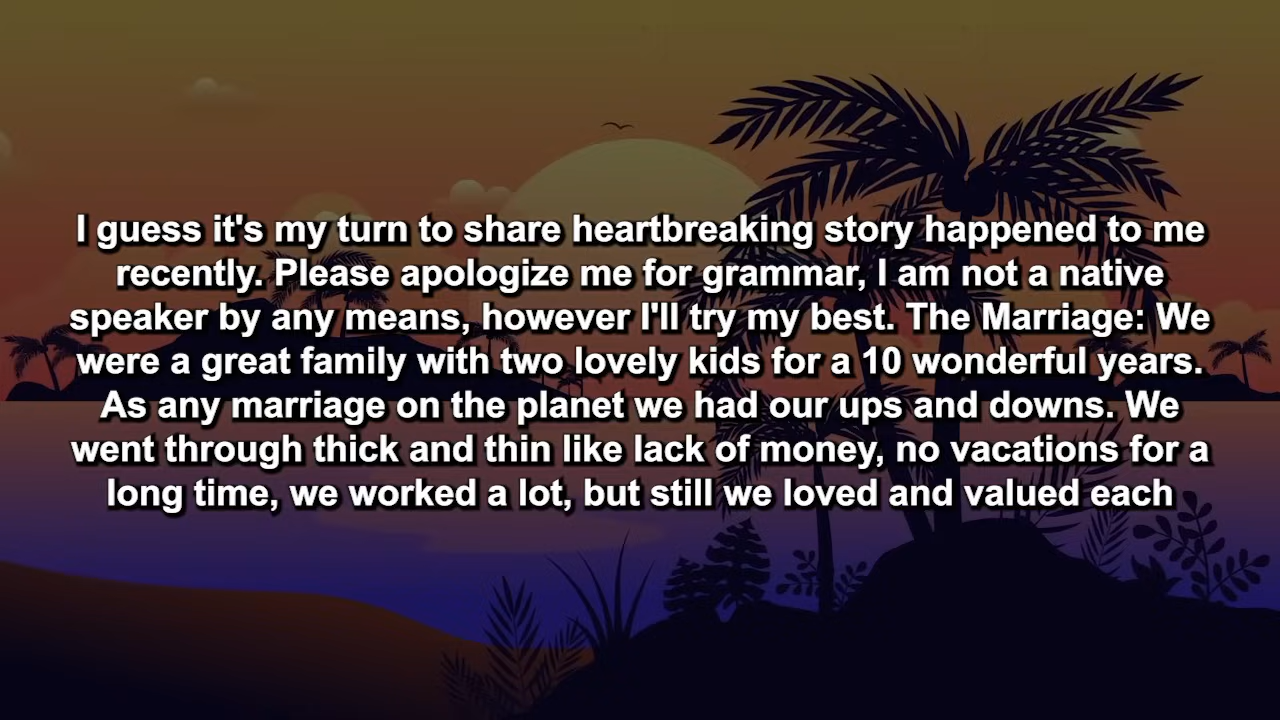 I guess it's my turn to share heartbreaking story happened to me
recently. Please apologize me for grammar, I am not a native
speaker by any means, however I'll try my best. The Marriage: We
were a great family with two lovely kids for a 10 wonderful years.
As any marriage on the planet we had our ups and downs. We
went through thick and thin like lack of money, no vacations for a
long time, we worked a lot, but still we loved and valued each